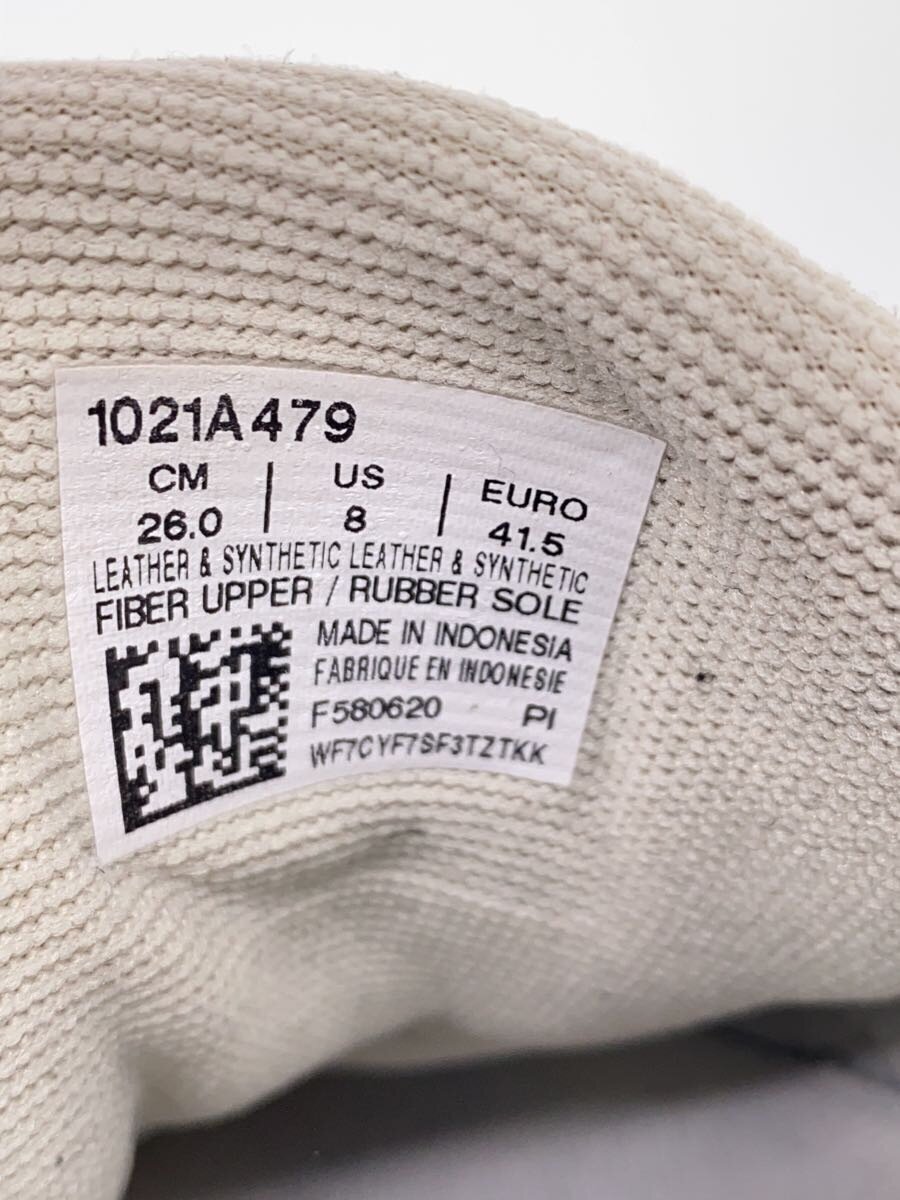 1021A479
CM | US | EURO
26.0 | 8 | 41.5
LEATHER & SYNTHETIC LEATHER & SYNTHETIC
FIBER UPPER / RUBBER SOLE
MADE IN INDONESIA
FABRIQUE EN INDONESIE
F580620 PI
WF7CYF7SF3TZTKK